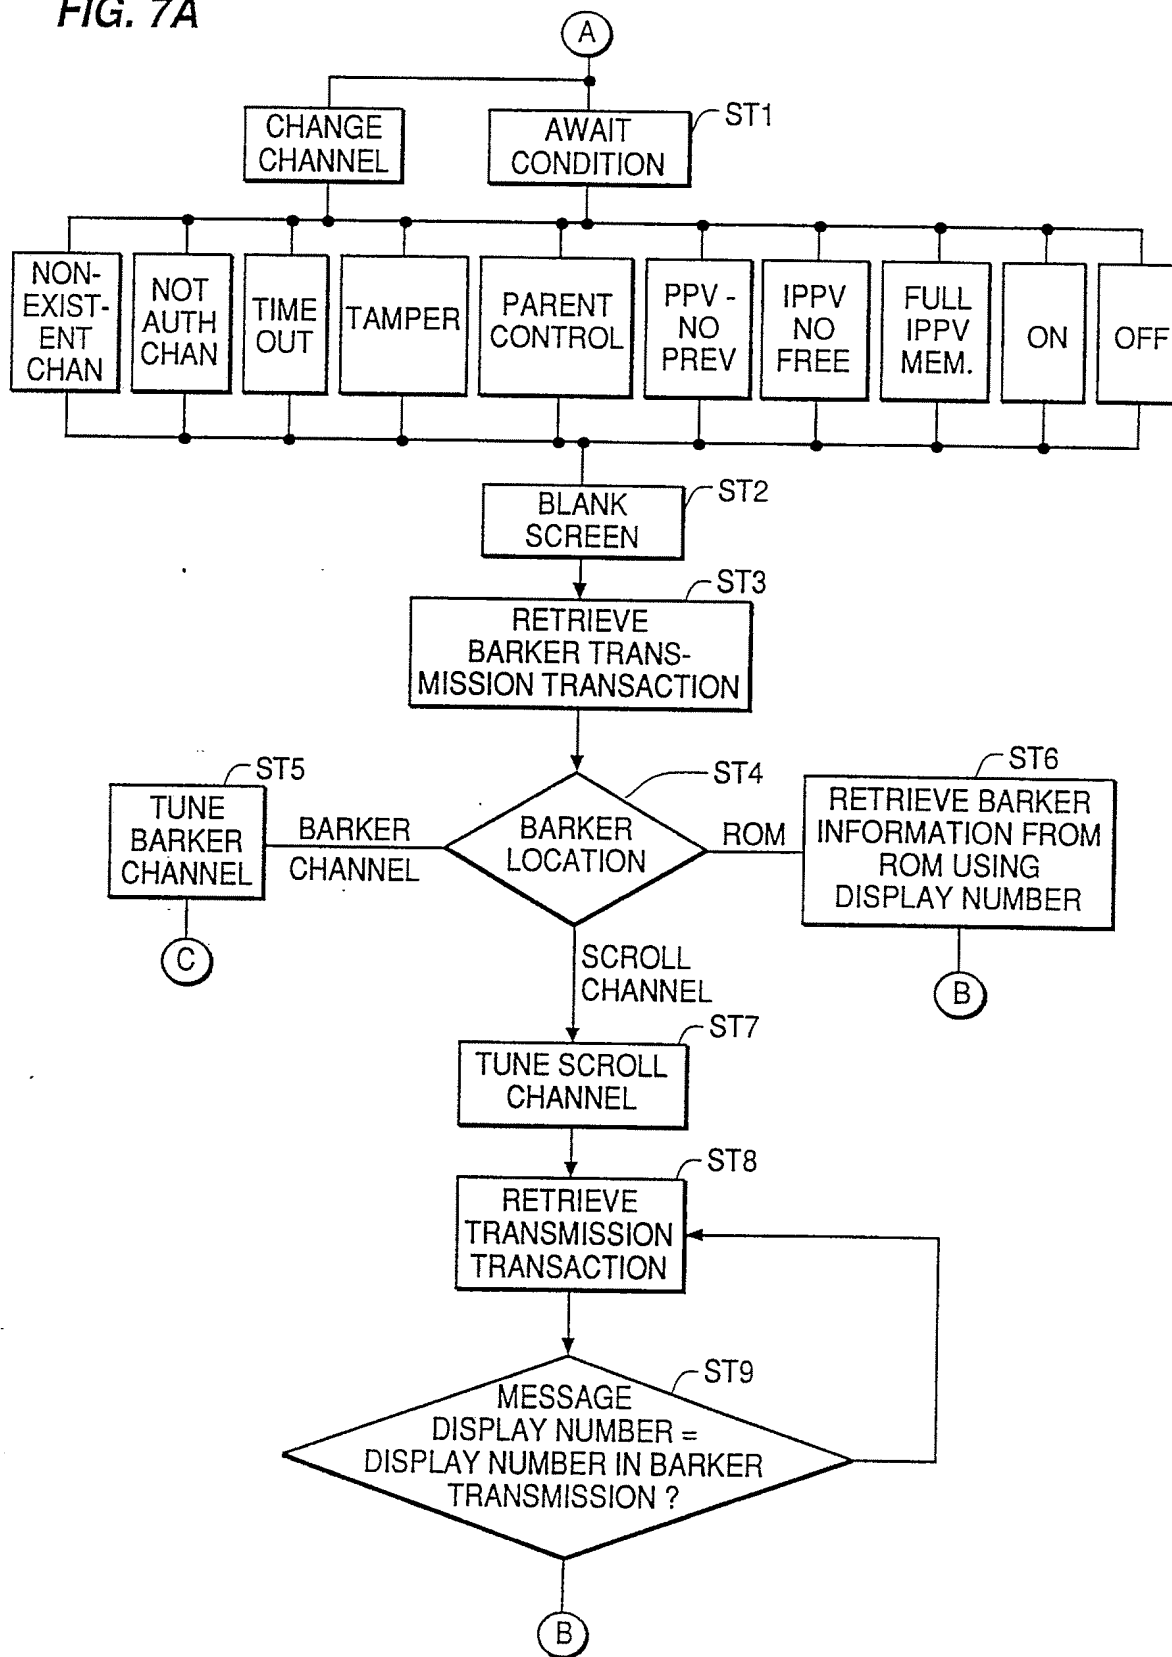 FIG. 7A
A
CHANGE
CHANNEL
AWAIT
CONDITION
ST1
NON-
EXIST-
ENT
CHAN
NOT
AUTH
CHAN
TIME
OUT
TAMPER
PARENT
CONTROL
PPV -
NO
PREV
IPPV
NO
FREE
FULL
IPPV
MEM.
ON
OFF
BLANK
SCREEN
ST2
RETRIEVE
BARKER TRANS-
MISSION TRANSACTION
ST3
BARKER
LOCATION
ST4
BARKER
CHANNEL
TUNE
BARKER
CHANNEL
ST5
C
ROM
RETRIEVE BARKER
INFORMATION FROM
ROM USING
DISPLAY NUMBER
ST6
B
SCROLL
CHANNEL
TUNE SCROLL
CHANNEL
ST7
RETRIEVE
TRANSMISSION
TRANSACTION
ST8
MESSAGE
DISPLAY NUMBER =
DISPLAY NUMBER IN BARKER
TRANSMISSION ?
ST9
B